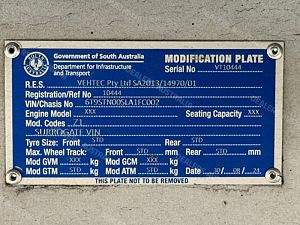 Government of South Australia
Department for Infrastructure
and Transport
MODIFICATION PLATE
Serial No VT10444
R.E.S. VEHTEC Pty Ltd SA2013/14970/01
Registration/Ref No 10444
VIN/Chasis No 6T9STN00SLA1FC002
Engine Model XXX Seating Capacity XXX
Mod. Codes Z1
SURROGATE VIN
Tyre Size: Front STD Rear STD
Max. Wheel Track: Front STD Rear STD mm
Mod GVM XXX kg Mod GCM XXX kg
Mod GTM STD kg Mod ATM STD kg Date 30/08/24
THIS PLATE NOT TO BE REMOVED